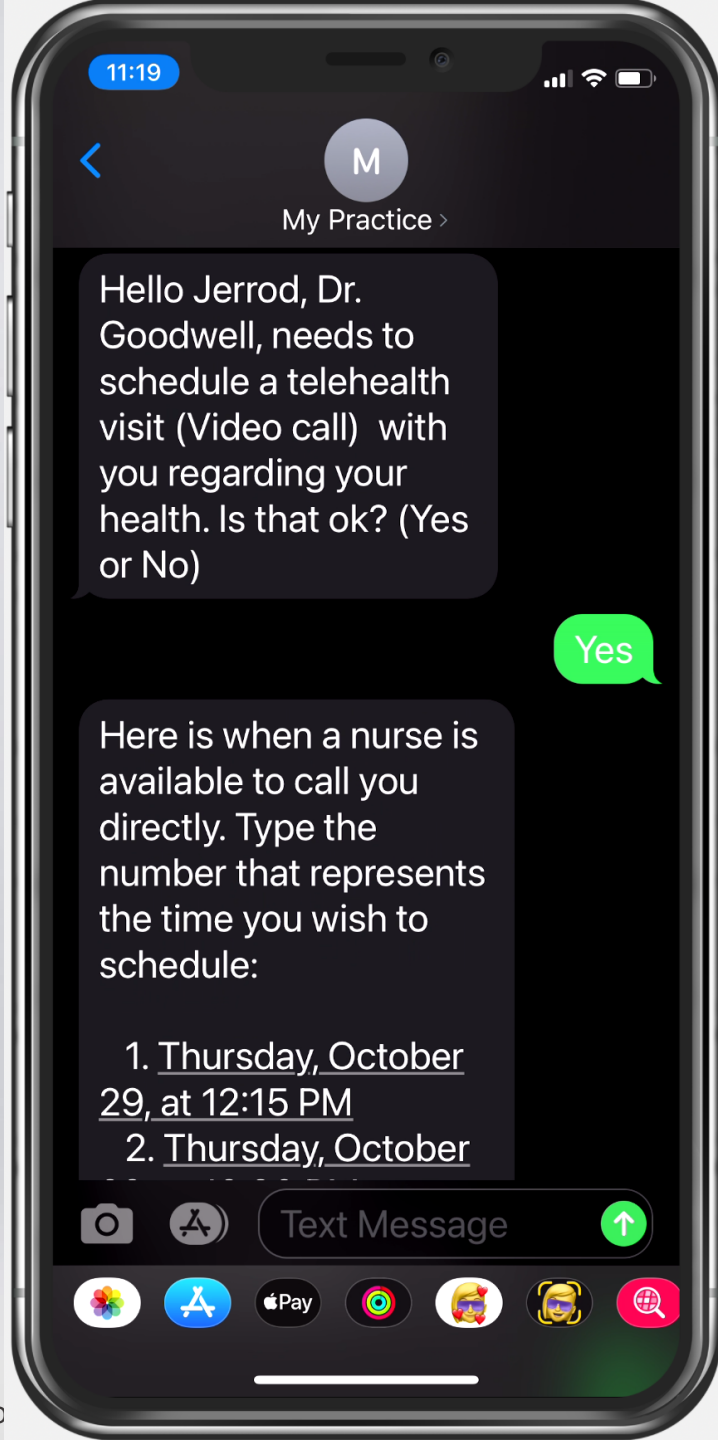 11:19
M
My Practice
Hello Jerrod, Dr.
Goodwell, needs to
schedule a telehealth
visit (Video call)  with
you regarding your
health. Is that ok? (Yes
or No)
Yes
Here is when a nurse is
available to call you
directly. Type the
number that represents
the time you wish to
schedule:
1. Thursday, October
29, at 12:15 PM
2. Thursday, October
Text Message
Pay